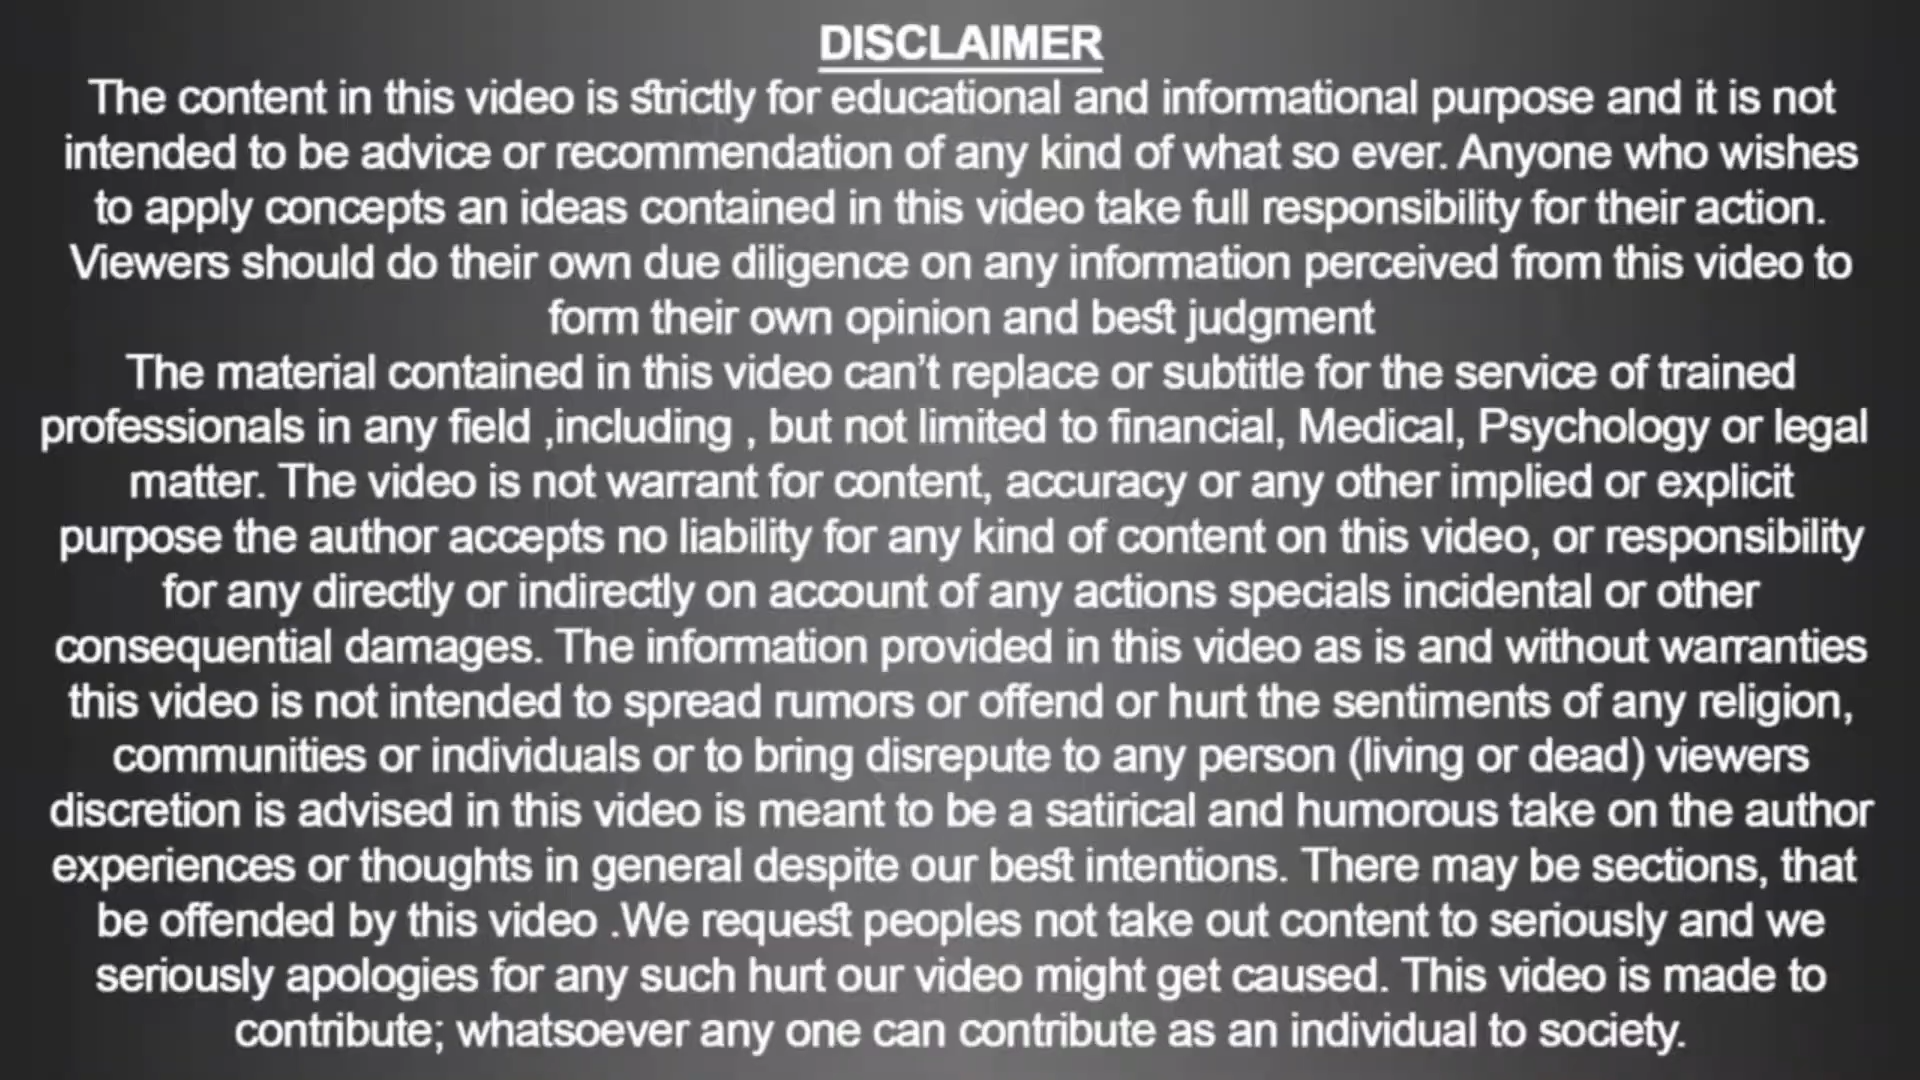 DISCLAIMER
The content in this video is strictly for educational and informational purpose and it is not
intended to be advice or recommendation of any kind of what so ever. Anyone who wishes
to apply concepts an ideas contained in this video take full responsibility for their action.
Viewers should do their own due diligence on any information perceived from this video to
form their own opinion and best judgment
The material contained in this video can’t replace or subtitle for the service of trained
professionals in any field ,including , but not limited to financial, Medical, Psychology or legal
matter. The video is not warrant for content, accuracy or any other implied or explicit
purpose the author accepts no liability for any kind of content on this video, or responsibility
for any directly or indirectly on account of any actions specials incidental or other
consequential damages. The information provided in this video as is and without warranties
this video is not intended to spread rumors or offend or hurt the sentiments of any religion,
communities or individuals or to bring disrepute to any person (living or dead) viewers
discretion is advised in this video is meant to be a satirical and humorous take on the author
experiences or thoughts in general despite our best intentions. There may be sections, that
be offended by this video .We request peoples not take out content to seriously and we
seriously apologies for any such hurt our video might get caused. This video is made to
contribute; whatsoever any one can contribute as an individual to society.